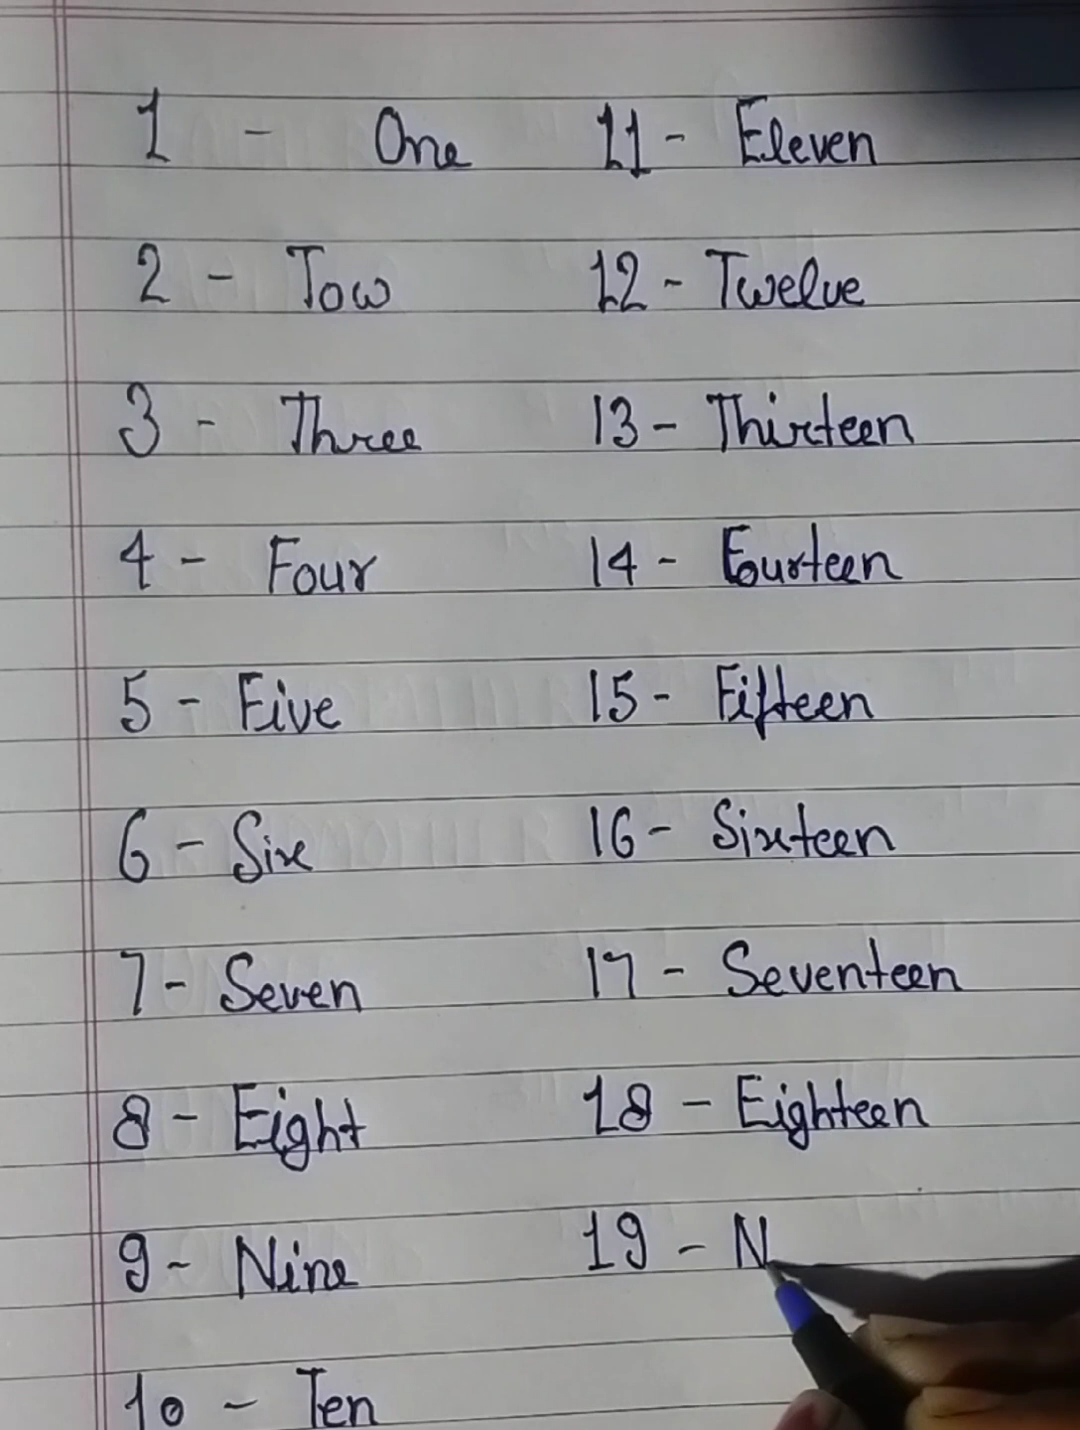 1 - One 11 - Eleven
2 - Tow 12 - Twelve
3 - Three 13 - Thirteen
4 - Four 14 - Fourteen
5 - Five 15 - Fifteen
6 - Six 16 - Sixteen
7 - Seven 17 - Seventeen
8 - Eight 18 - Eighteen
9 - Nine 19 - N
10 - Ten